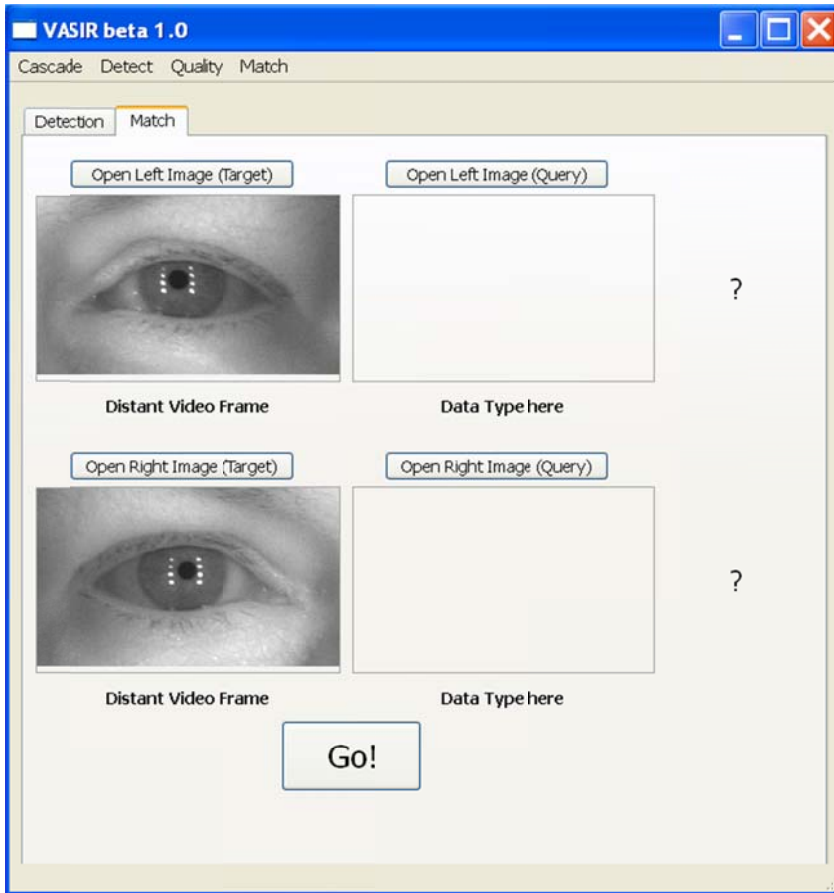 VASIR beta 1.0
Cascade Detect Quality Match
Detection Match
Open Left Image (Target) Open Left Image (Query)
?
Distant Video Frame Data Type here
Open Right Image (Target) Open Right Image (Query)
?
Distant Video Frame Data Type here
Go!